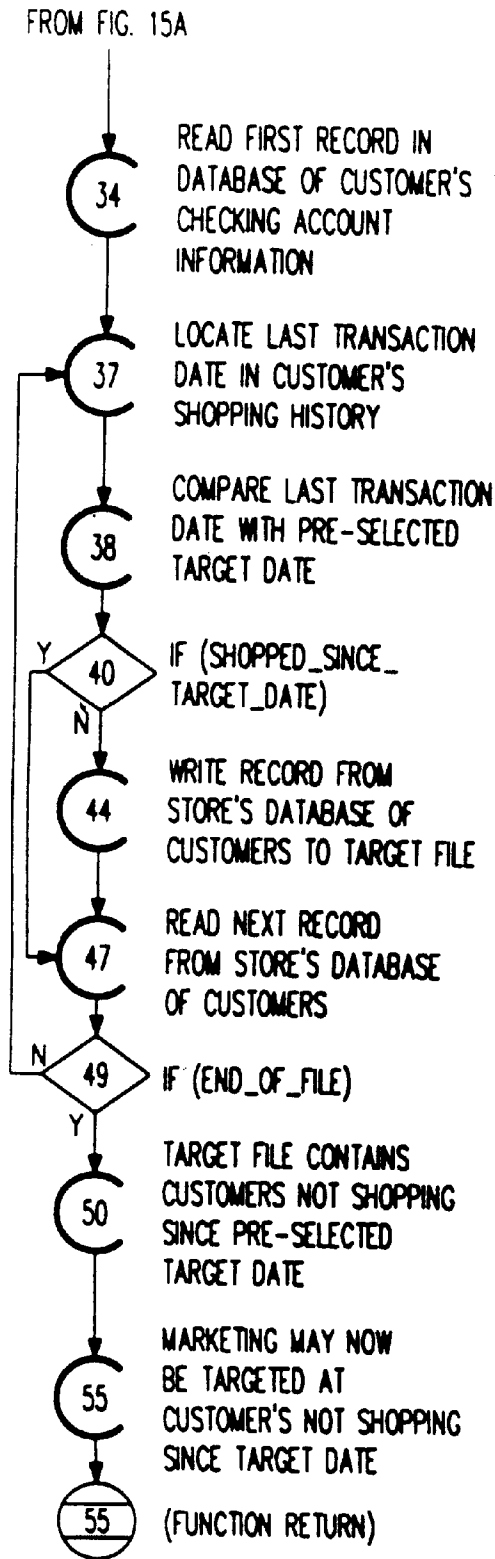 FROM FIG. 15A
34
READ FIRST RECORD IN
DATABASE OF CUSTOMER'S
CHECKING ACCOUNT
INFORMATION
37
LOCATE LAST TRANSACTION
DATE IN CUSTOMER'S
SHOPPING HISTORY
38
COMPARE LAST TRANSACTION
DATE WITH PRE-SELECTED
TARGET DATE
Y
40
N
IF (SHOPPED_SINCE_
TARGET_DATE)
44
WRITE RECORD FROM
STORE'S DATABASE OF
CUSTOMERS TO TARGET FILE
47
READ NEXT RECORD
FROM STORE'S DATABASE
OF CUSTOMERS
N
49
Y
IF (END_OF_FILE)
50
TARGET FILE CONTAINS
CUSTOMERS NOT SHOPPING
SINCE PRE-SELECTED
TARGET DATE
55
MARKETING MAY NOW
BE TARGETED AT
CUSTOMER'S NOT SHOPPING
SINCE TARGET DATE
55
(FUNCTION RETURN)